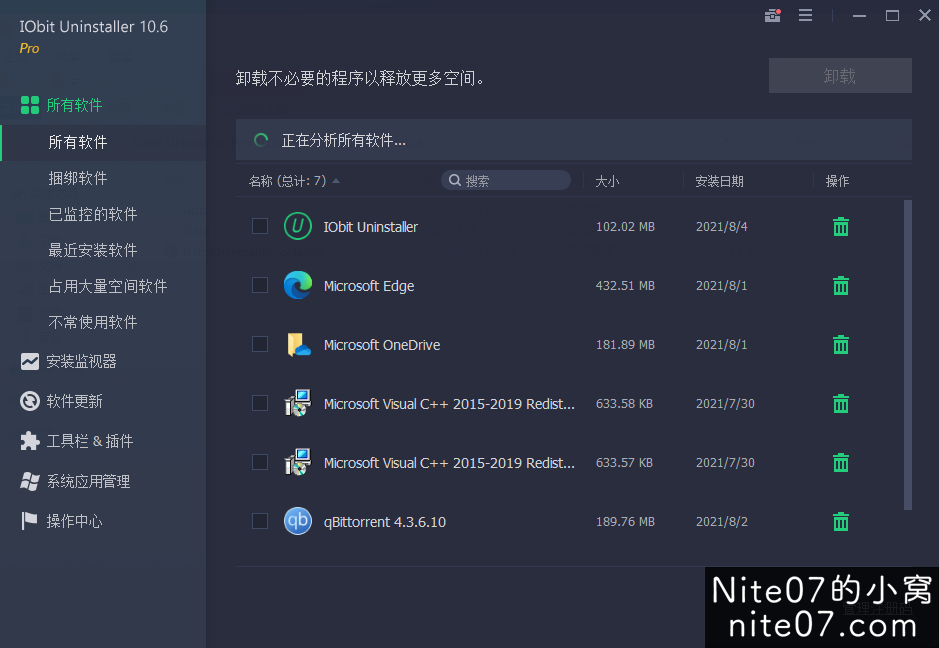 IObit Uninstaller 10.6
Pro
所有软件
所有软件
捆绑软件
已监控的软件
最近安装软件
占用大量空间软件
不常使用软件
安装监视器
软件更新
工具栏 & 插件
系统应用管理
操作中心
卸载不必要的程序以释放更多空间。
卸载
正在分析所有软件...
名称 (总计: 7) 搜索 大小 安装日期 操作
IObit Uninstaller 102.02 MB 2021/8/4
Microsoft Edge 432.51 MB 2021/8/1
Microsoft OneDrive 181.89 MB 2021/8/1
Microsoft Visual C++ 2015-2019 Redist... 633.58 KB 2021/7/30
Microsoft Visual C++ 2015-2019 Redist... 633.57 KB 2021/7/30
qb qBittorrent 4.3.6.10 189.76 MB 2021/8/2
Nite07的小窝
nite07.com